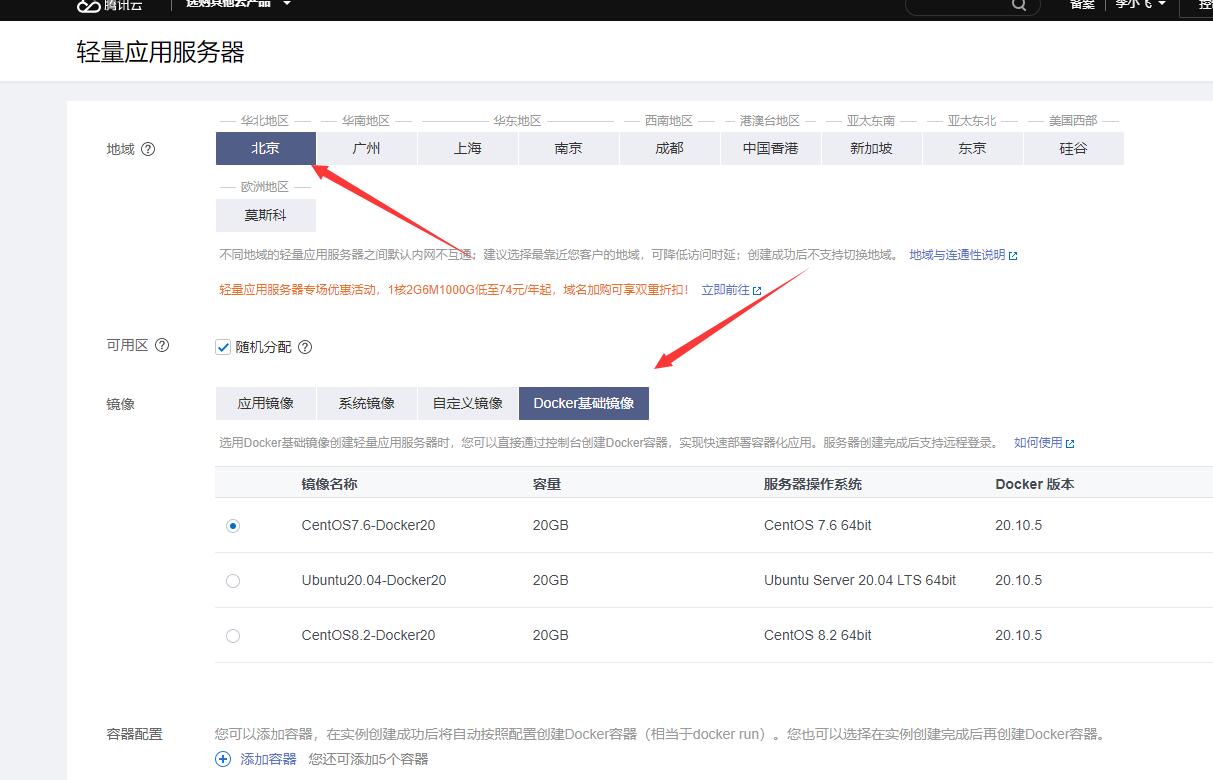 腾讯云 选购其他云产品 备案
轻量应用服务器
华北地区 华南地区 华东地区 西南地区 港澳台地区 亚太东南 亚太东北 美国西部
地域 北京 广州 上海 南京 成都 中国香港 新加坡 东京 硅谷
欧洲地区
莫斯科
不同地域的轻量应用服务器之间默认内网不互通；建议选择最靠近您客户的地域，可降低访问时延；创建成功后不支持切换地域。 地域与连通性说明
轻量应用服务器专场优惠活动，1核2G6M1000G低至74元/年起，域名加购可享双重折扣！ 立即前往
可用区 随机分配
镜像 应用镜像 系统镜像 自定义镜像 Docker基础镜像
选用Docker基础镜像创建轻量应用服务器时，您可以直接通过控制台创建Docker容器，实现快速部署容器化应用。服务器创建完成后支持远程登录。 如何使用
镜像名称 容量 服务器操作系统 Docker 版本
CentOS7.6-Docker20 20GB CentOS 7.6 64bit 20.10.5
Ubuntu20.04-Docker20 20GB Ubuntu Server 20.04 LTS 64bit 20.10.5
CentOS8.2-Docker20 20GB CentOS 8.2 64bit 20.10.5
容器配置 您可以添加容器，在实例创建成功后将自动按照配置创建Docker容器（相当于docker run）。您也可以选择在实例创建完成后再创建Docker容器。
添加容器 您还可添加5个容器